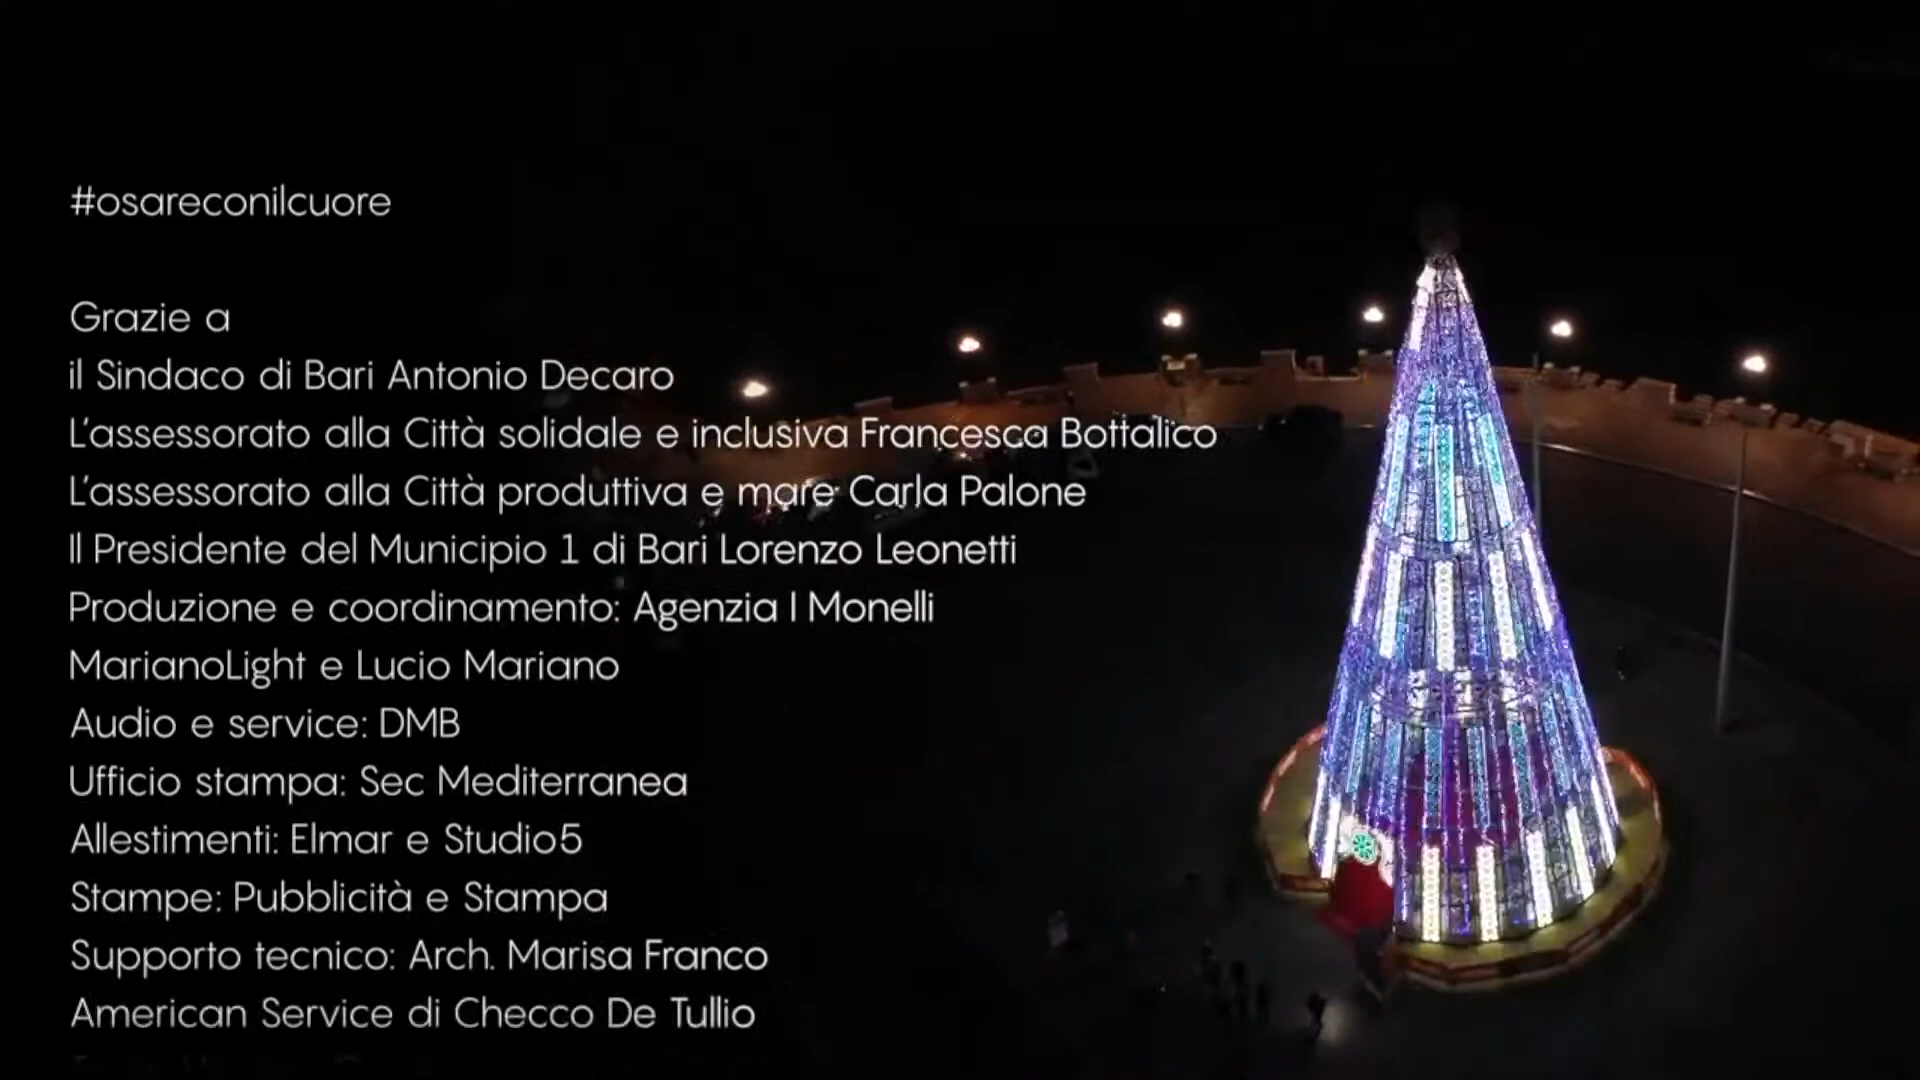 #osareconilcuore
Grazie a
il Sindaco di Bari Antonio Decaro
L'assessorato alla Città solidale e inclusiva Francesca Bottalico
L'assessorato alla Città produttiva e mare Carla Palone
Il Presidente del Municipio 1 di Bari Lorenzo Leonetti
Produzione e coordinamento: Agenzia I Monelli
MarianoLight e Lucio Mariano
Audio e service: DMB
Ufficio stampa: Sec Mediterranea
Allestimenti: Elmar e Studio5
Stampe: Pubblicità e Stampa
Supporto tecnico: Arch. Marisa Franco
American Service di Checco De Tullio